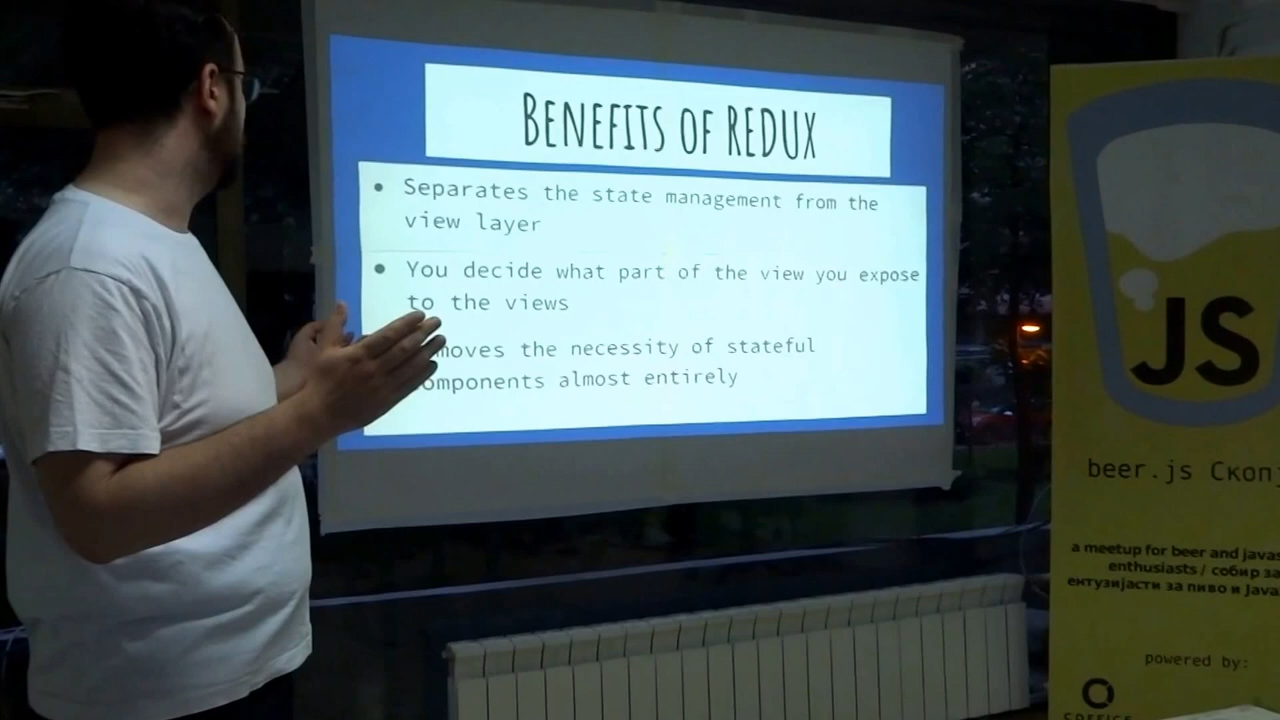 BENEFITS OF REDUX
Separates the state management from the
view layer
You decide what part of the view you expose
to the views
moves the necessity of stateful
omponents almost entirely
JS
beer.js Скопј
a meetup for beer and javas
enthusiasts / собир за
ентузијасти за пиво и Java
powered by: